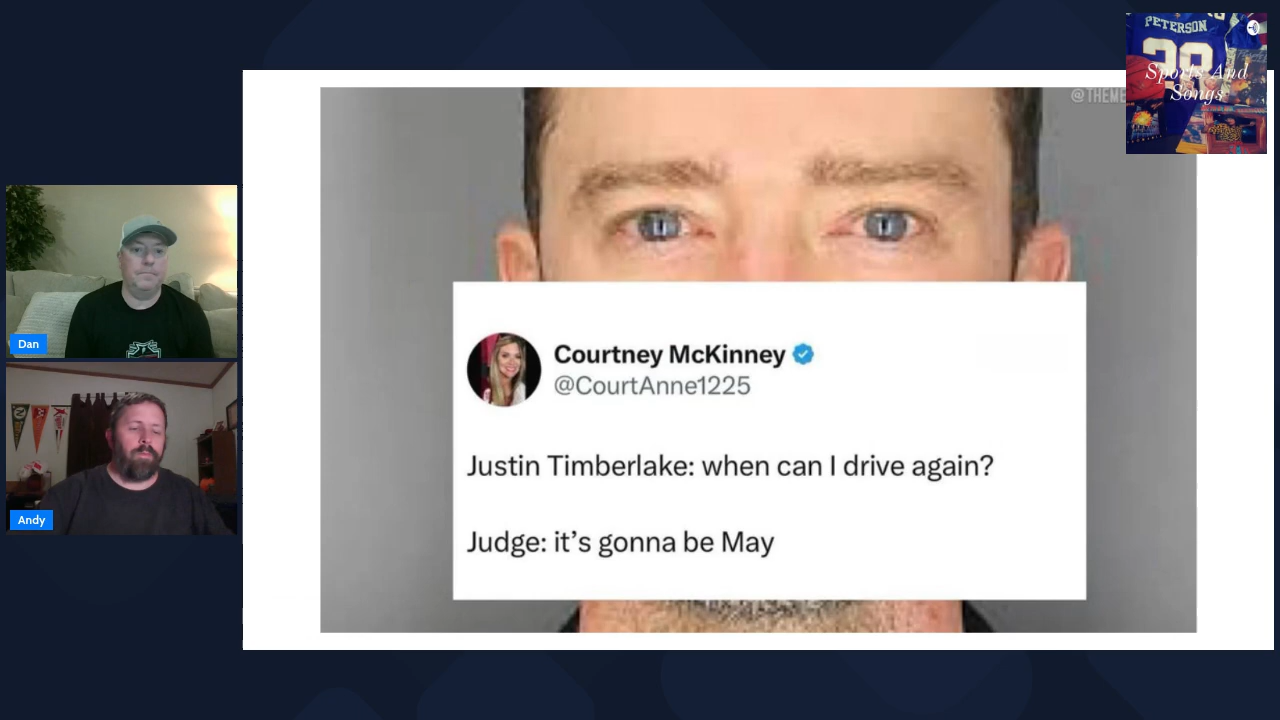 PETERSON
28
Sports And
Songs
@THEME
Dan
Andy
Courtney McKinney
@CourtAnne1225
Justin Timberlake: when can I drive again?
Judge: it’s gonna be May